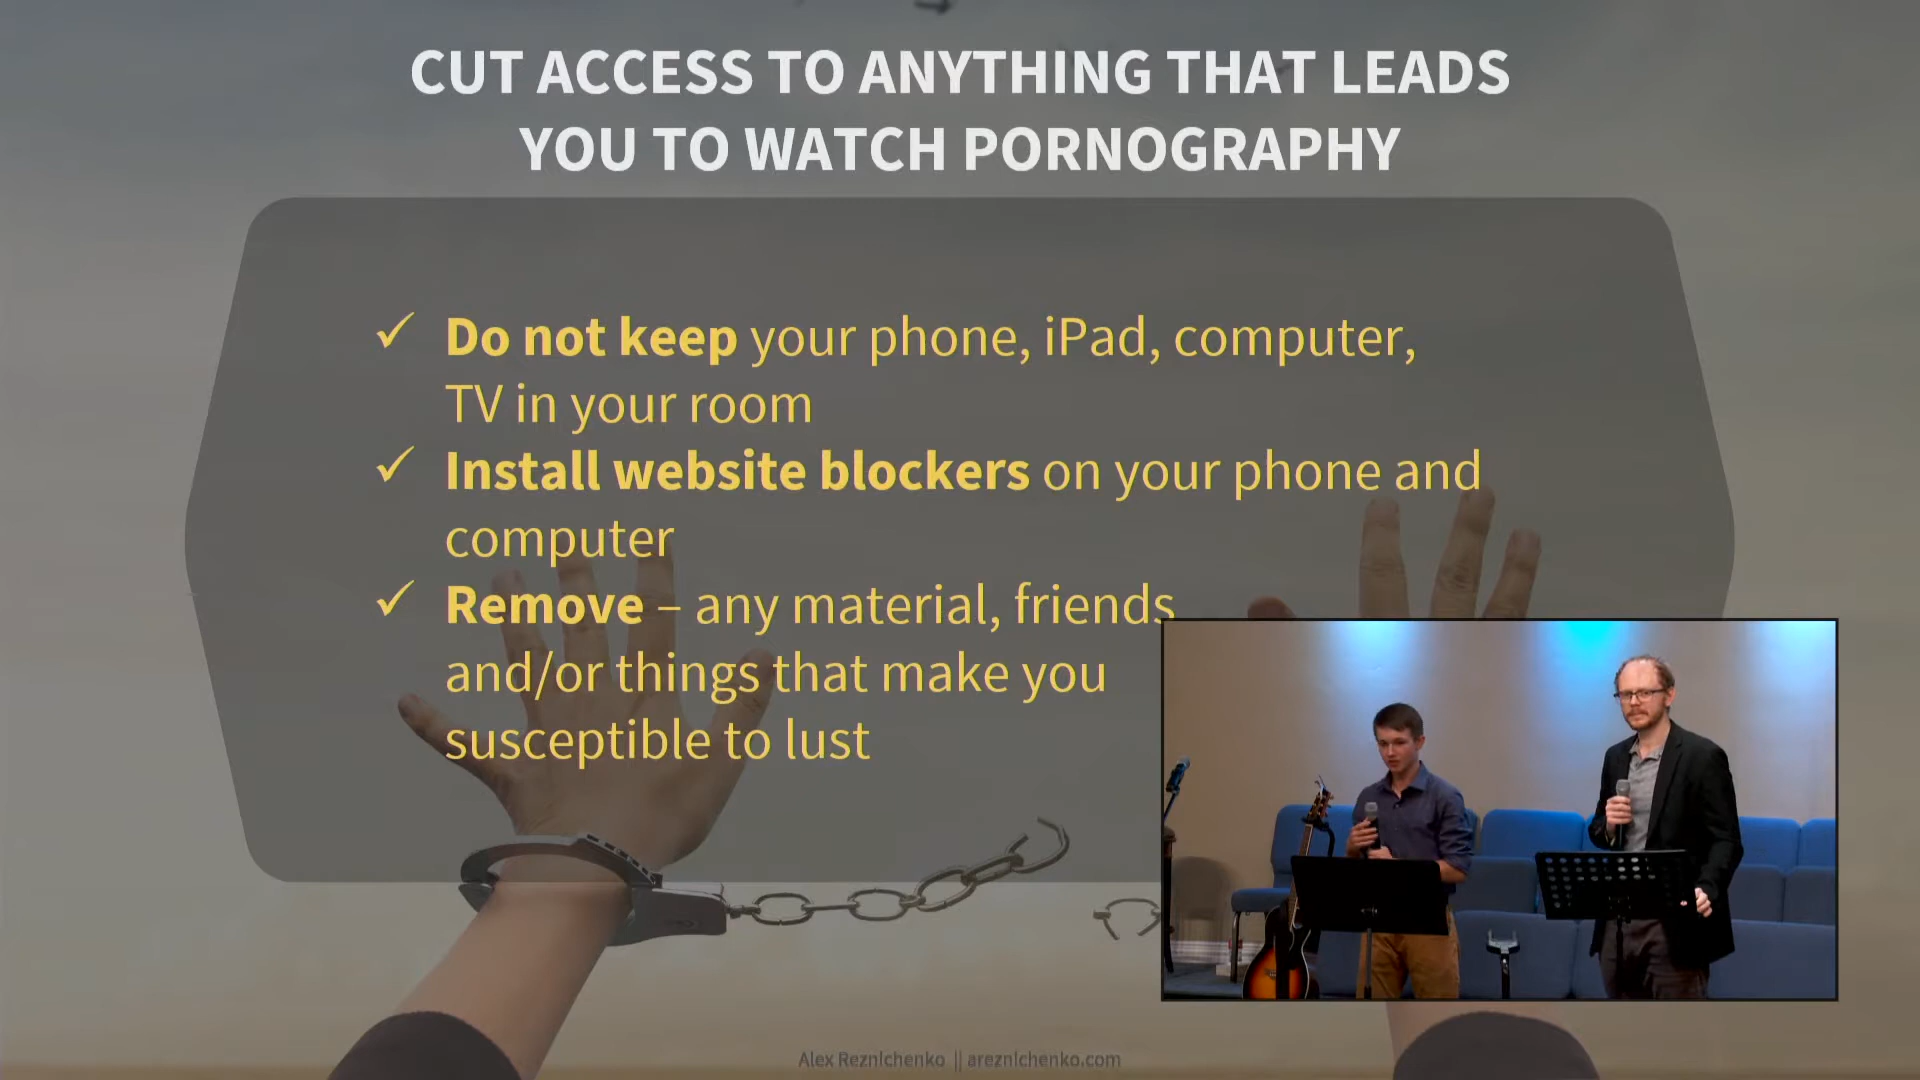 CUT ACCESS TO ANYTHING THAT LEADS
YOU TO WATCH PORNOGRAPHY
✓ Do not keep your phone, iPad, computer,
TV in your room
✓ Install website blockers on your phone and
computer
✓ Remove – any material, friends
and/or things that make you
susceptible to lust
Alex Reznichenko || areznichenko.com